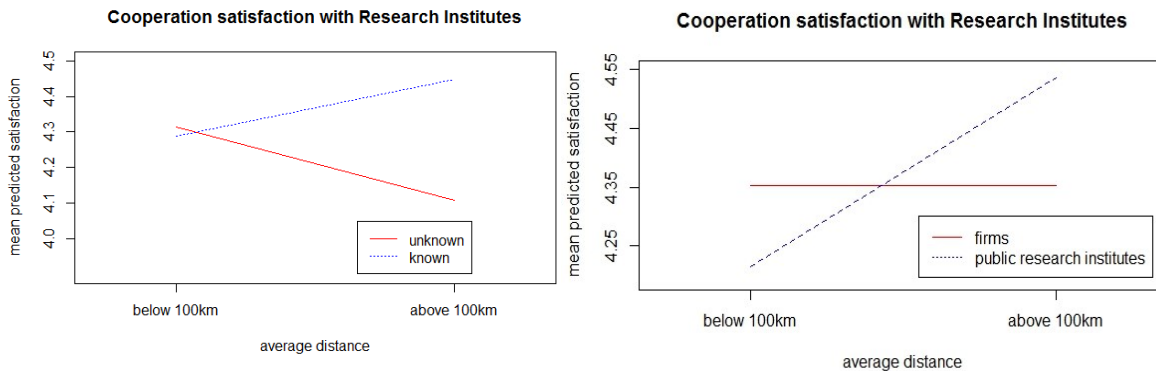 Cooperation satisfaction with Research Institutes
mean predicted satisfaction
4.5
4.4
4.3
4.2
4.1
4.0
unknown
known
below 100km above 100km
average distance
Cooperation satisfaction with Research Institutes
mean predicted satisfaction
4.55
4.45
4.35
4.25
firms
public research institutes
below 100km above 100km
average distance